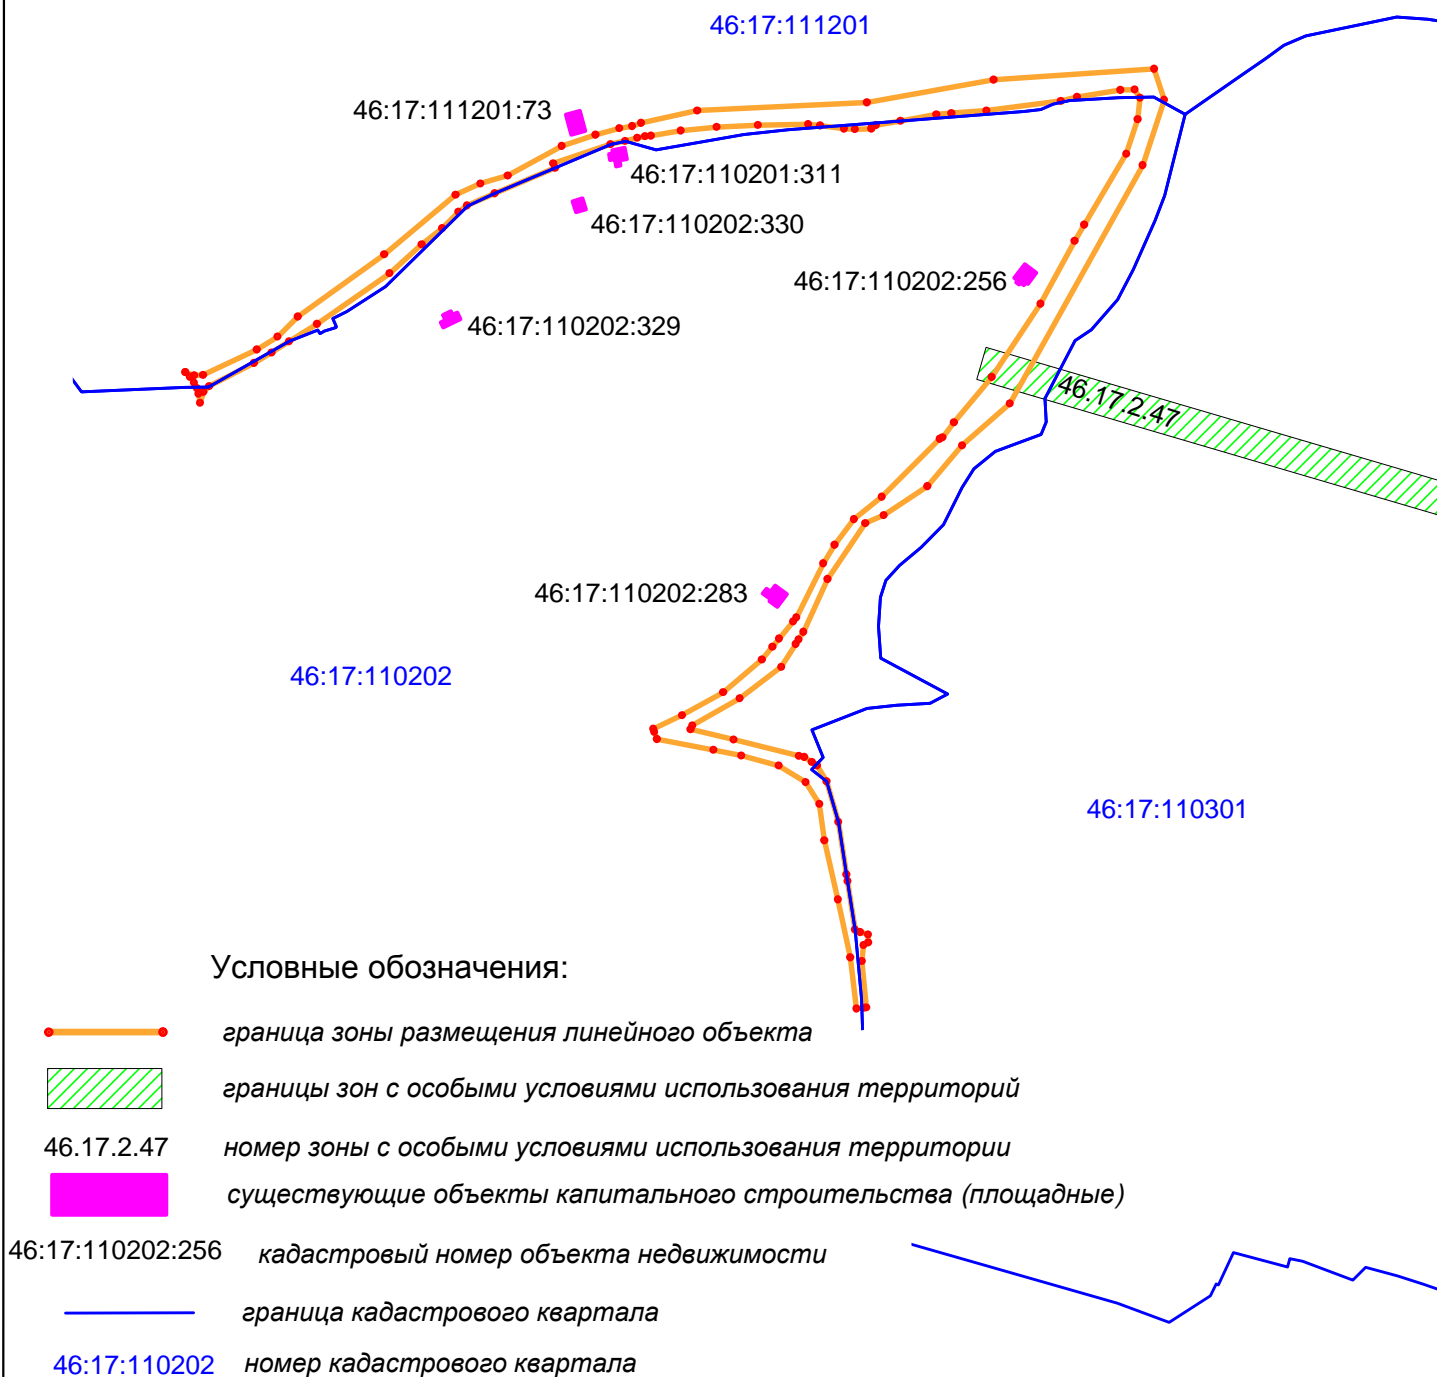 46:17:111201
46:17:111201:73
46:17:110201:311
46:17:110202:330
46:17:110202:256
46:17:110202:329
46.17.2.47
46:17:110202:283
46:17:110202
46:17:110301
Условные обозначения:
граница зоны размещения линейного объекта
границы зон с особыми условиями использования территорий
46.17.2.47 номер зоны с особыми условиями использования территории
существующие объекты капитального строительства (площадные)
46:17:110202:256 кадастровый номер объекта недвижимости
граница кадастрового квартала
46:17:110202 номер кадастрового квартала